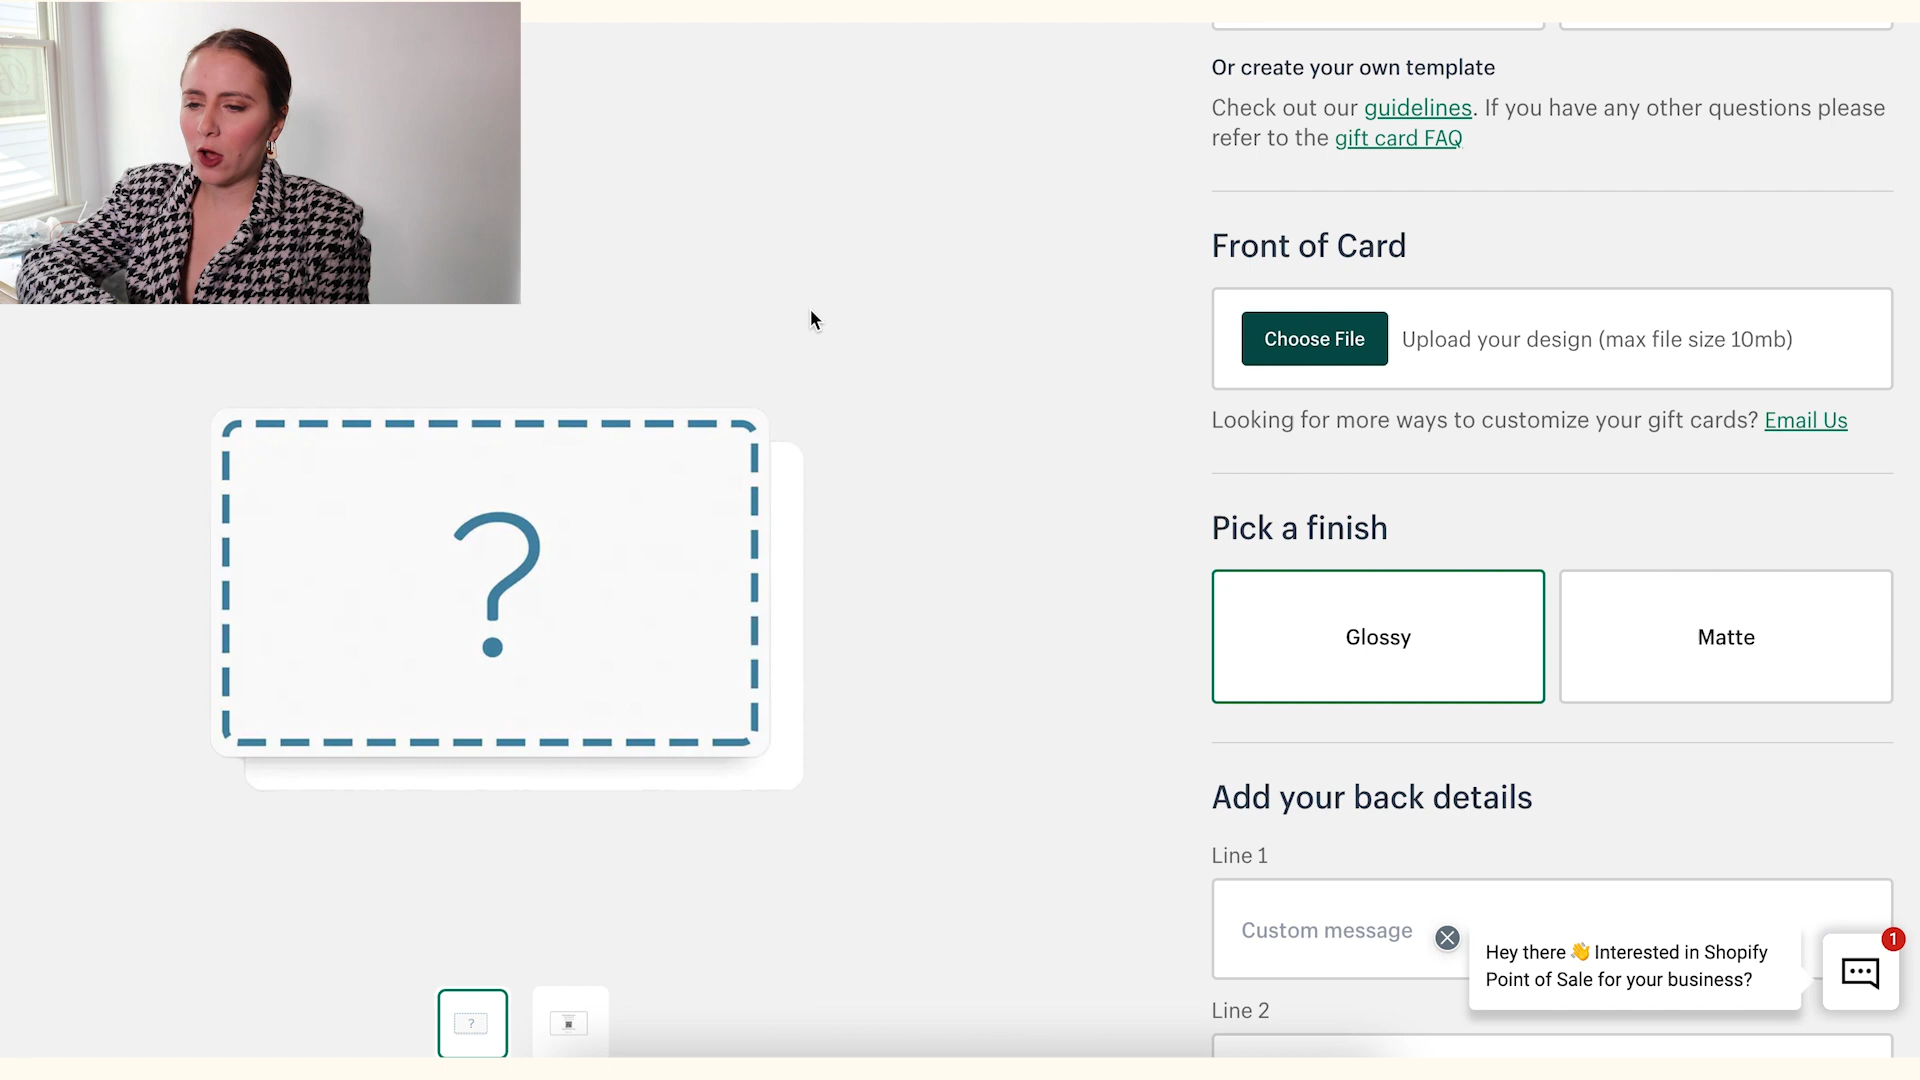 Or create your own template
Check out our guidelines. If you have any other questions please
refer to the gift card FAQ
Front of Card
Choose File
Upload your design (max file size 10mb)
Looking for more ways to customize your gift cards? Email Us
?
Pick a finish
Glossy
Matte
Add your back details
Line 1
Custom message
Hey there 👋 Interested in Shopify
Point of Sale for your business?
1
Line 2
?